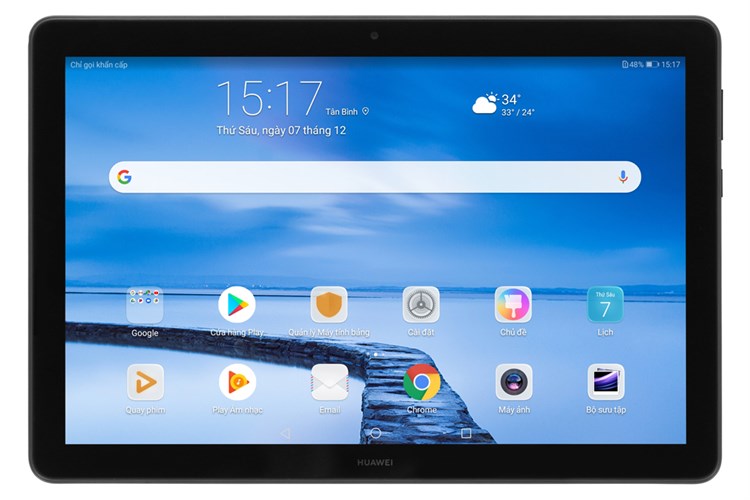 Chỉ gọi khẩn cấp
48% 15:17
15:17
Tân Bình
Thứ Sáu, ngày 07 tháng 12
34°
33° / 24°
Google
Cửa hàng Play
Quản lý Máy tính bảng
Cài đặt
Chủ đề
Thứ Sáu
7
Lịch
Quay phim
Play Âm nhạc
Email
Chrome
Máy ảnh
Bộ sưu tập
HUAWEI